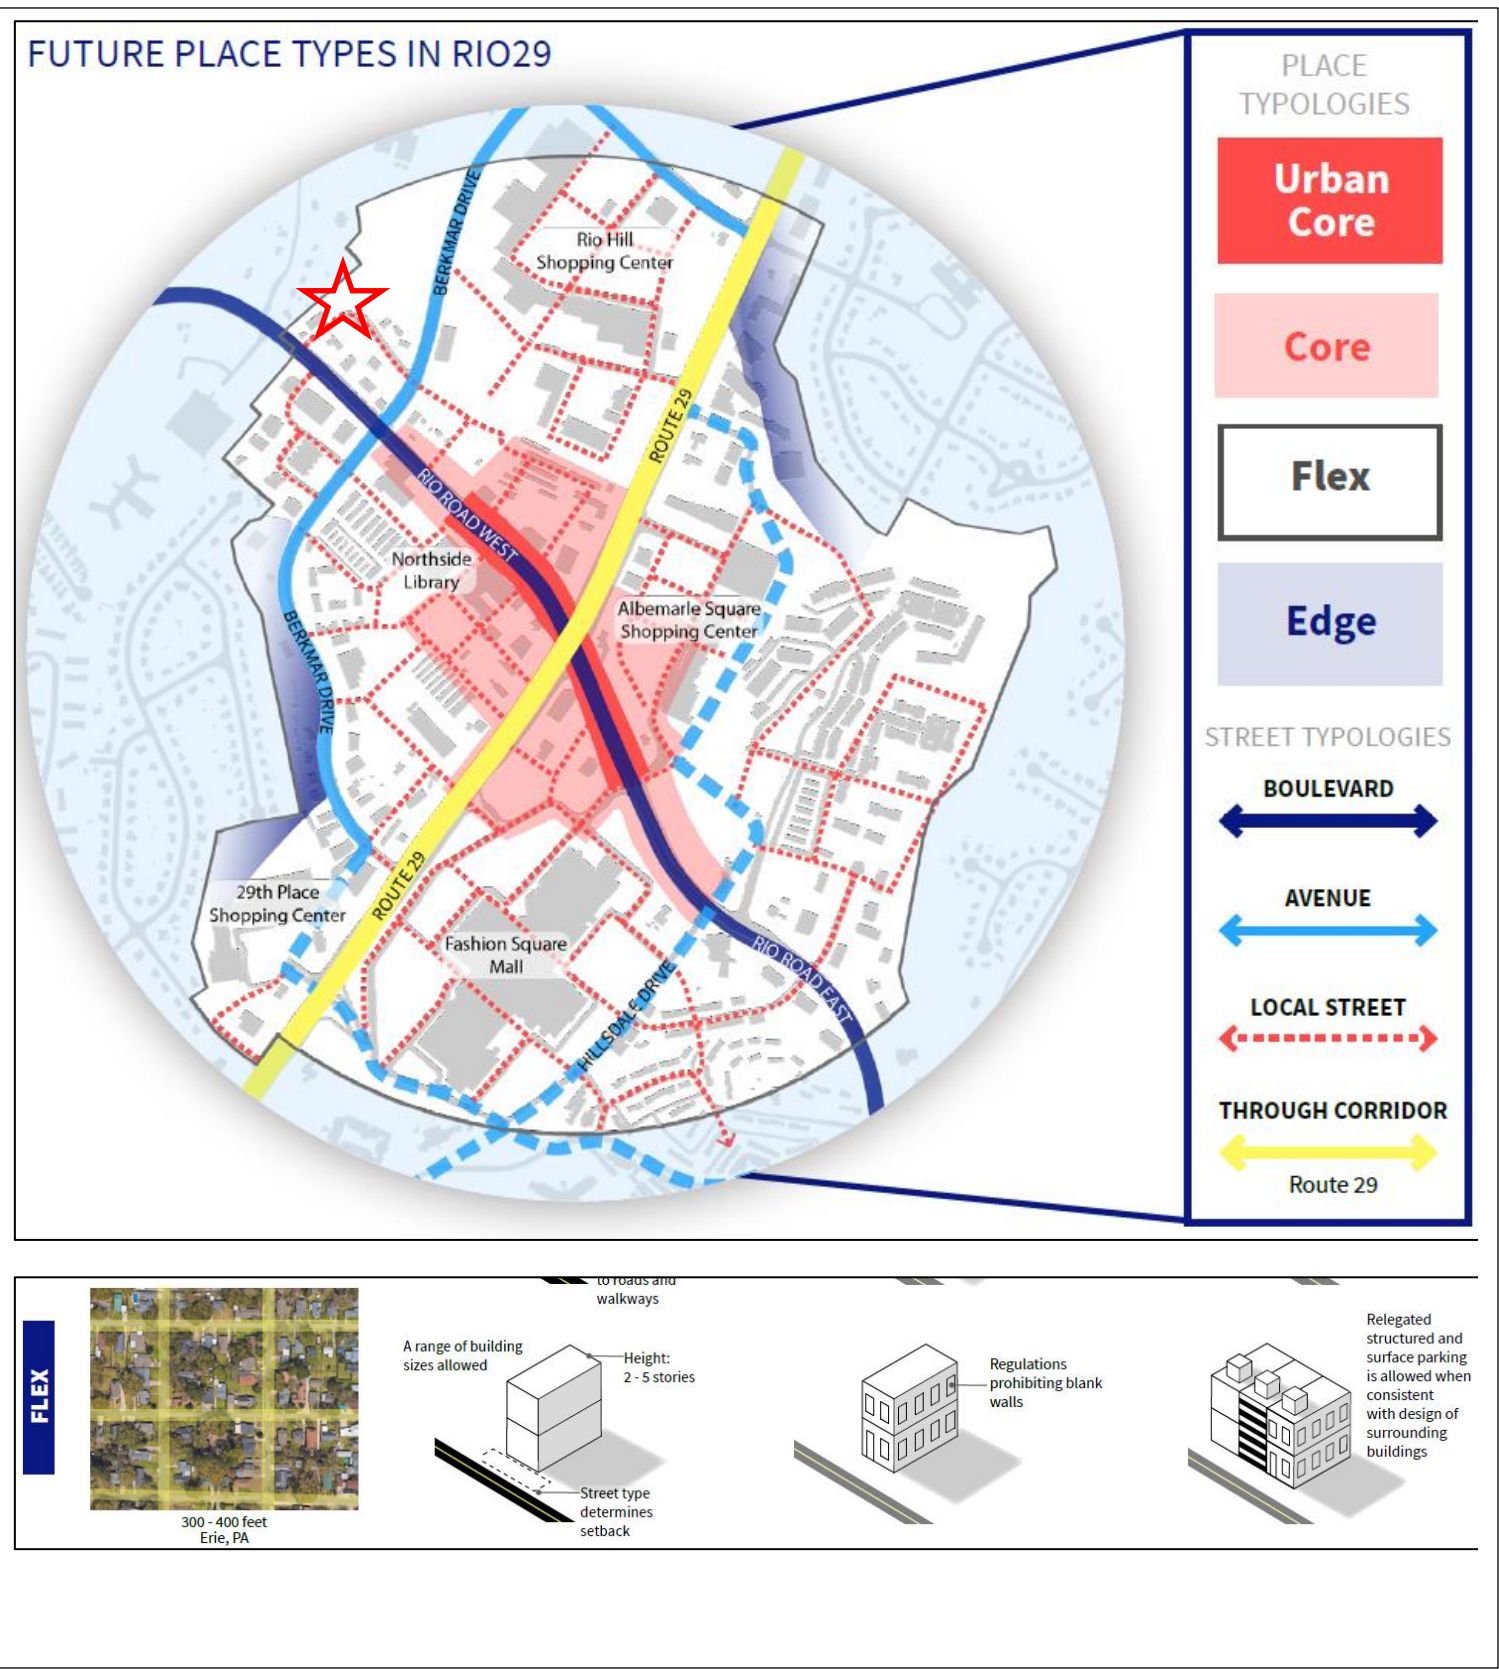 FUTURE PLACE TYPES IN RIO29
BERKMAR DRIVE
Rio Hill
Shopping Center
ROUTE 29
RIO ROAD WEST
Northside
Library
Albemarle Square
Shopping Center
BERKMAR DRIVE
ROUTE 29
29th Place
Shopping Center
Fashion Square
Mall
HILLSDALE DRIVE
RIO ROAD EAST
PLACE
TYPOLOGIES
Urban
Core
Core
Flex
Edge
STREET TYPOLOGIES
BOULEVARD
AVENUE
LOCAL STREET
THROUGH CORRIDOR
Route 29
FLEX
300 - 400 feet
Erie, PA
to roads and
walkways
A range of building
sizes allowed
Height:
2 - 5 stories
Street type
determines
setback
Regulations
prohibiting blank
walls
Relegated
structured and
surface parking
is allowed when
consistent
with design of
surrounding
buildings